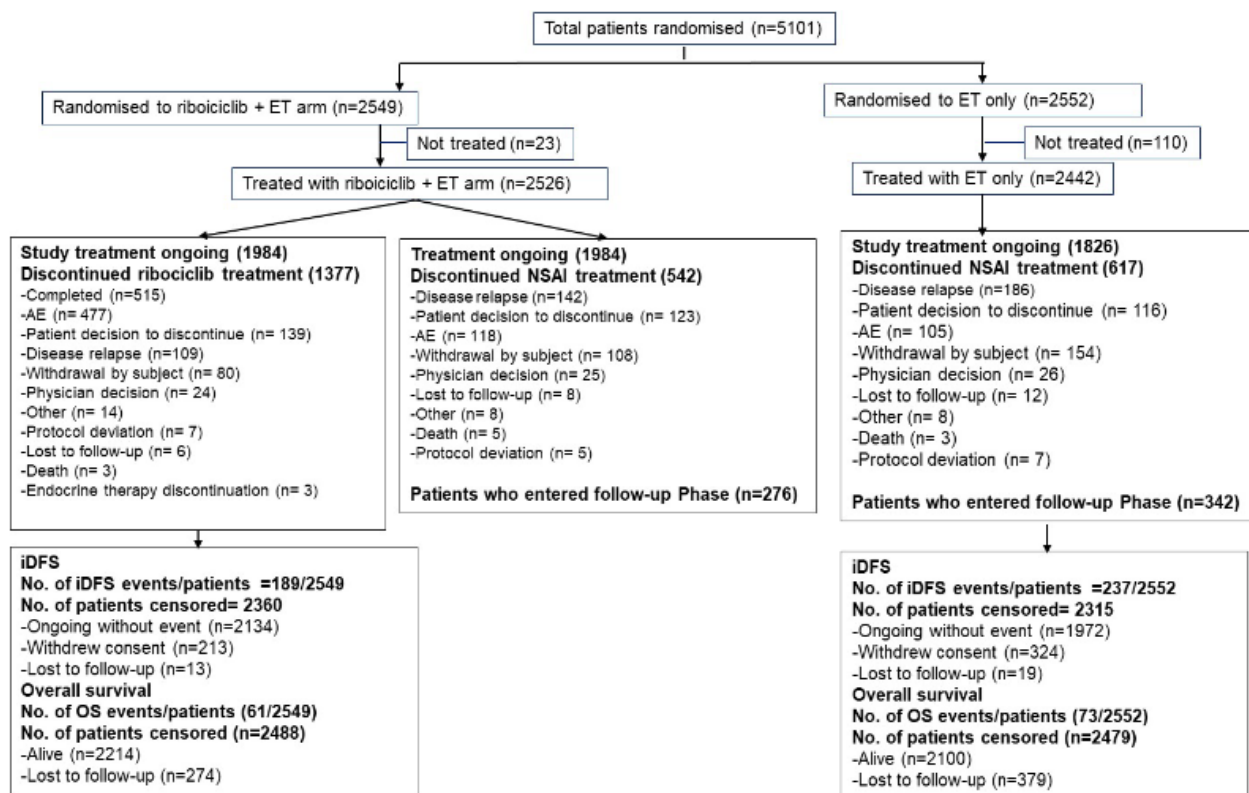 Total patients randomised (n=5101)
Randomised to riboiciclib + ET arm (n=2549)
Not treated (n=23)
Treated with riboiciclib + ET arm (n=2526)
Randomised to ET only (n=2552)
Not treated (n=110)
Treated with ET only (n=2442)
Study treatment ongoing (1984)
Discontinued ribociclib treatment (1377)
-Completed (n=515)
-AE (n= 477)
-Patient decision to discontinue (n= 139)
-Disease relapse (n=109)
-Withdrawal by subject (n= 80)
-Physician decision (n= 24)
-Other (n= 14)
-Protocol deviation (n= 7)
-Lost to follow-up (n= 6)
-Death (n= 3)
-Endocrine therapy discontinuation (n= 3)
Treatment ongoing (1984)
Discontinued NSAI treatment (542)
-Disease relapse (n=142)
-Patient decision to discontinue (n= 123)
-AE (n= 118)
-Withdrawal by subject (n= 108)
-Physician decision (n= 25)
-Lost to follow-up (n= 8)
-Other (n= 8)
-Death (n= 5)
-Protocol deviation (n= 5)
Patients who entered follow-up Phase (n=276)
Study treatment ongoing (1826)
Discontinued NSAI treatment (617)
-Disease relapse (n=186)
-Patient decision to discontinue (n= 116)
-AE (n= 105)
-Withdrawal by subject (n= 154)
-Physician decision (n= 26)
-Lost to follow-up (n= 12)
-Other (n= 8)
-Death (n= 3)
-Protocol deviation (n= 7)
Patients who entered follow-up Phase (n=342)
iDFS
No. of iDFS events/patients =189/2549
No. of patients censored= 2360
-Ongoing without event (n=2134)
-Withdrew consent (n=213)
-Lost to follow-up (n=13)
Overall survival
No. of OS events/patients (61/2549)
No. of patients censored (n=2488)
-Alive (n=2214)
-Lost to follow-up (n=274)
iDFS
No. of iDFS events/patients =237/2552
No. of patients censored= 2315
-Ongoing without event (n=1972)
-Withdrew consent (n=324)
-Lost to follow-up (n=19)
Overall survival
No. of OS events/patients (73/2552)
No. of patients censored (n=2479)
-Alive (n=2100)
-Lost to follow-up (n=379)